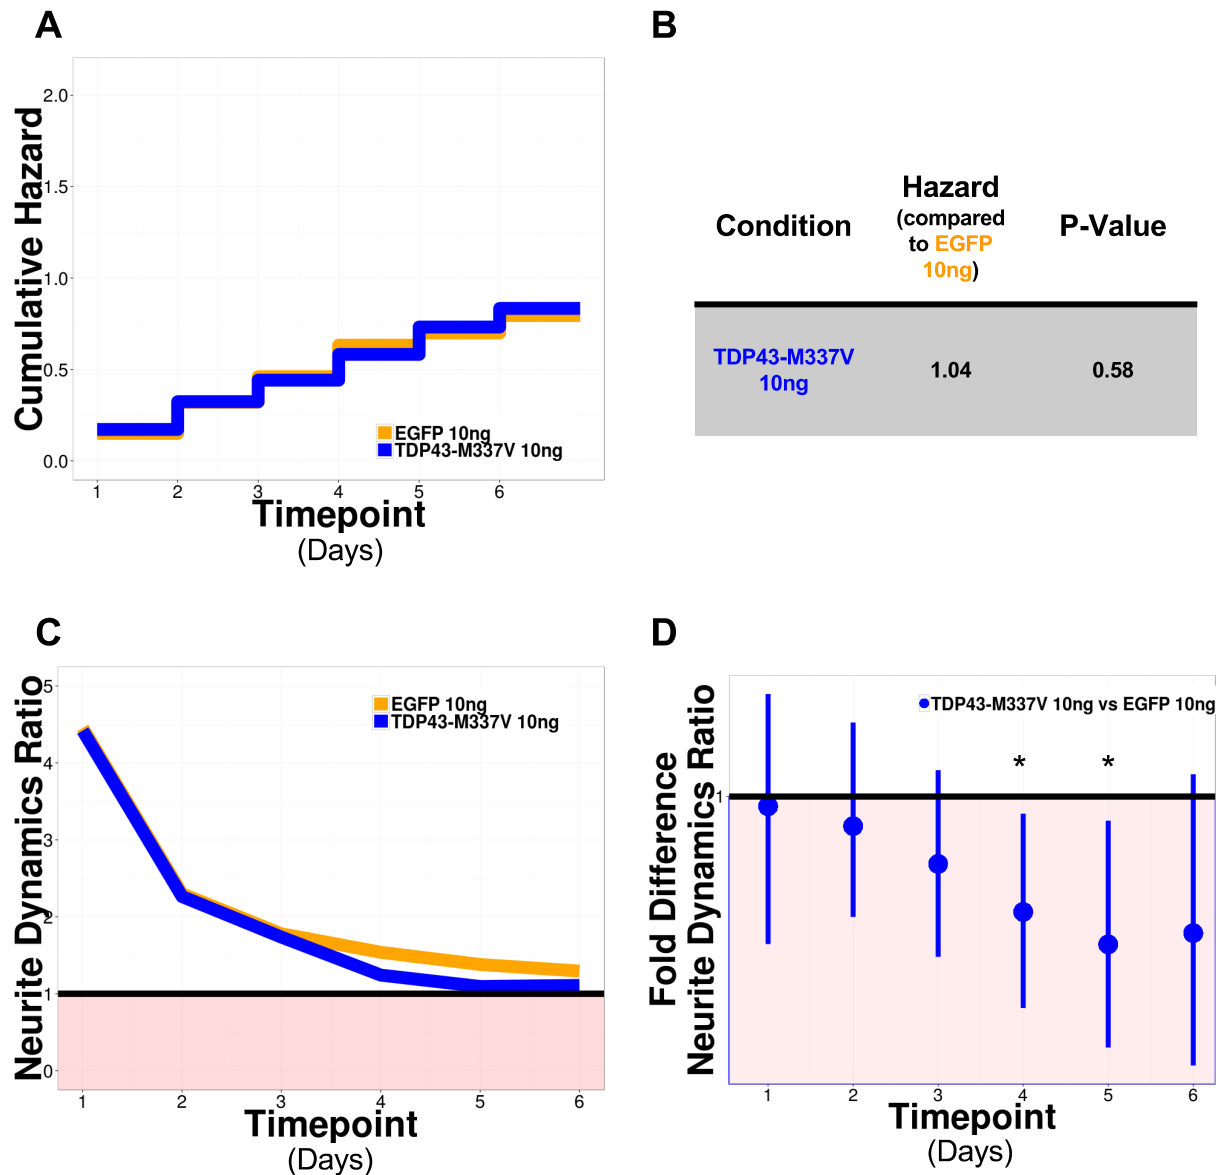 A
Cumulative Hazard
2.0
1.5
1.0
0.5
0.0
EGFP 10ng
TDP43-M337V 10ng
1 2 3 4 5 6
Timepoint
(Days)
B
Condition
Hazard
(compared
to EGFP
10ng)
P-Value
TDP43-M337V
10ng
1.04
0.58
C
Neurite Dynamics Ratio
5
4
3
2
1
0
EGFP 10ng
TDP43-M337V 10ng
1 2 3 4 5 6
Timepoint
(Days)
D
Fold Difference
Neurite Dynamics Ratio
1
TDP43-M337V 10ng vs EGFP 10ng
* *
1 2 3 4 5 6
Timepoint
(Days)